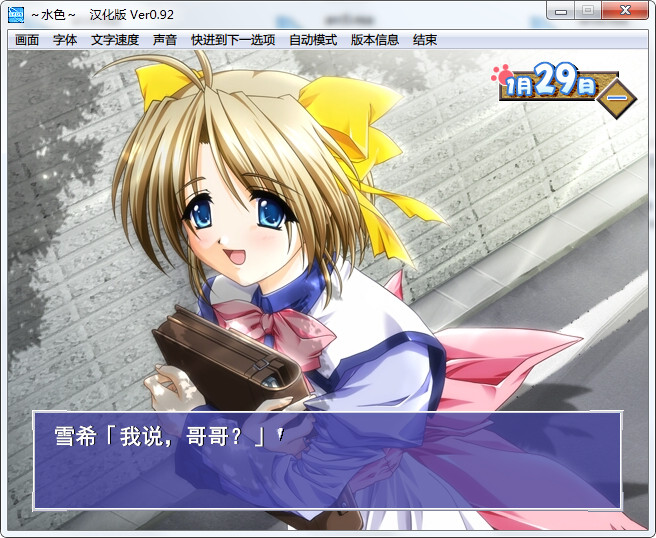 ～水色～　汉化版 Ver0.92
画面 字体 文字速度 声音 快进到下一选项 自动模式 版本信息 结束
1月29日 一
雪希「我说，哥哥？」